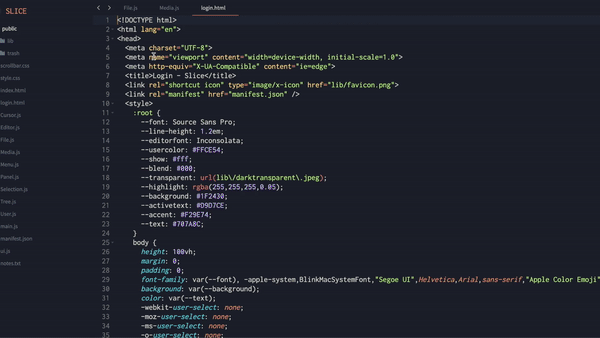 SLICE
public
lib
trash
scrollbar.css
style.css
index.html
login.html
Cursor.js
Editor.js
File.js
Media.js
Menu.js
Panel.js
Selection.js
Tree.js
User.js
main.js
manifest.json
ui.js
notes.txt
File.js Media.js login.html
1 <!DOCTYPE html>
2 <html lang="en">
3 <head>
4 <meta charset="UTF-8">
5 <meta name="viewport" content="width=device-width, initial-scale=1.0">
6 <meta http-equiv="X-UA-Compatible" content="ie=edge">
7 <title>Login - Slice</title>
8 <link rel="shortcut icon" type="image/x-icon" href="lib/favicon.png">
9 <link rel="manifest" href="manifest.json" />
10 <style>
11 :root {
12 --font: Source Sans Pro;
13 --line-height: 1.2em;
14 --editorfont: Inconsolata;
15 --usercolor: #FFCE54;
16 --show: #fff;
17 --blend: #000;
18 --transparent: url(lib\/darktransparent\.jpeg);
19 --highlight: rgba(255,255,255,0.05);
20 --background: #1F2430;
21 --activetext: #D9D7CE;
22 --accent: #F29E74;
23 --text: #707A8C;
24 }
25 body {
26 height: 100vh;
27 margin: 0;
28 padding: 0;
29 font-family: var(--font), -apple-system,BlinkMacSystemFont,"Segoe UI",Helvetica,Arial,sans-serif,"Apple Color Emoji"
30 background: var(--background);
31 color: var(--text);
32 -webkit-user-select: none;
33 -moz-user-select: none;
34 -ms-user-select: none;
35 -o-user-select: none;